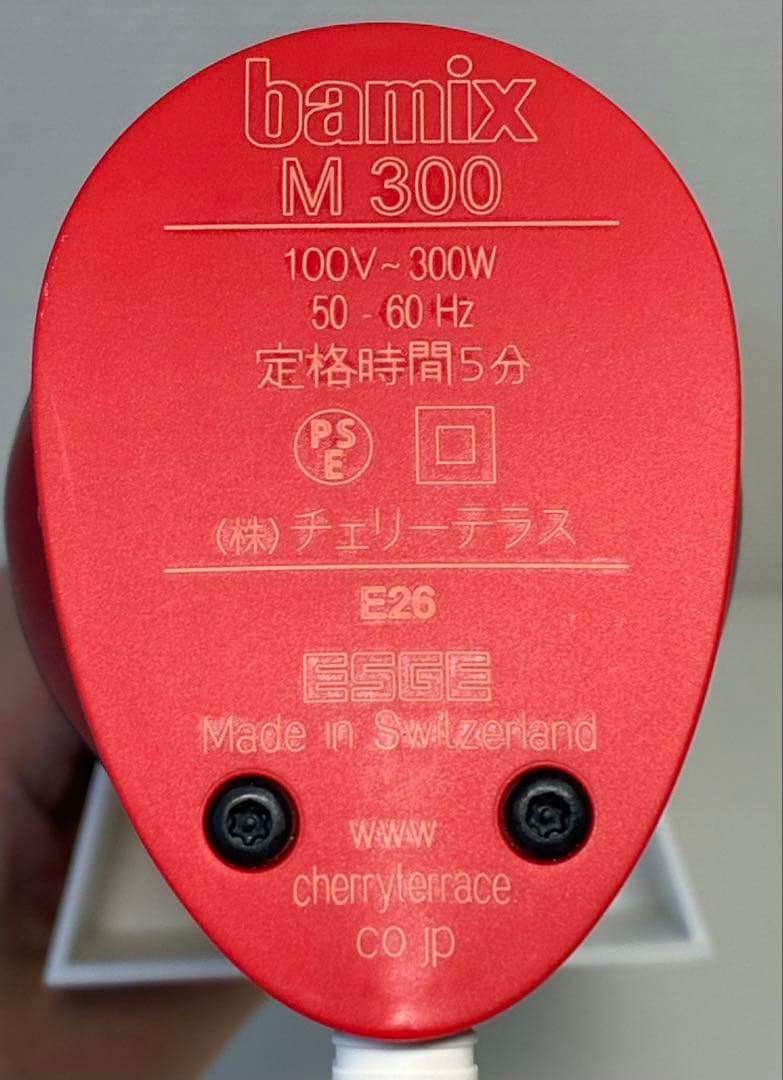 bamix
M 300
100V~300W
50 - 60 Hz
定格時間5分
PS
E
(株)チェリーテラス
E26
ESGE
Made in Switzerland
www
cherryterrace
co jp